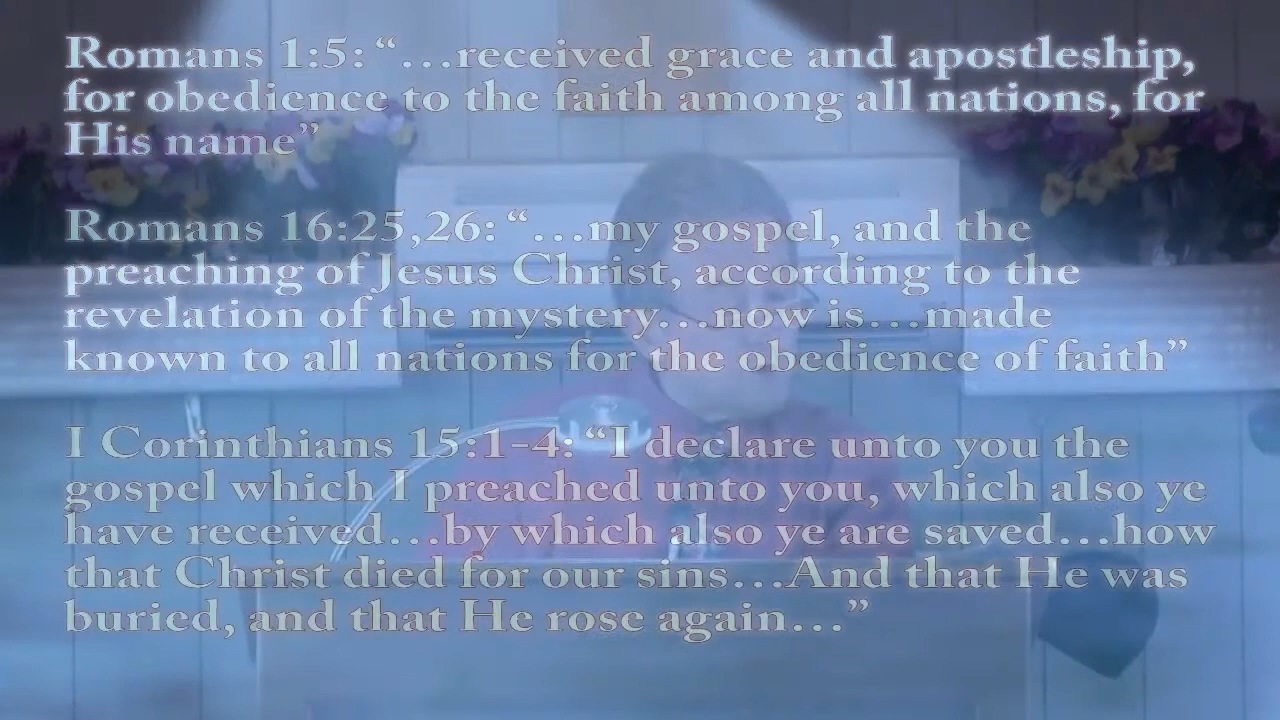 Romans 1:5: “…received grace and apostleship,
for obedience to the faith among all nations, for
His name”
Romans 16:25,26: “…my gospel, and the
preaching of Jesus Christ, according to the
revelation of the mystery…now is…made
known to all nations for the obedience of faith”
I Corinthians 15:1-4: “I declare unto you the
gospel which I preached unto you, which also ye
have received…by which also ye are saved…how
that Christ died for our sins…And that He was
buried, and that He rose again…”